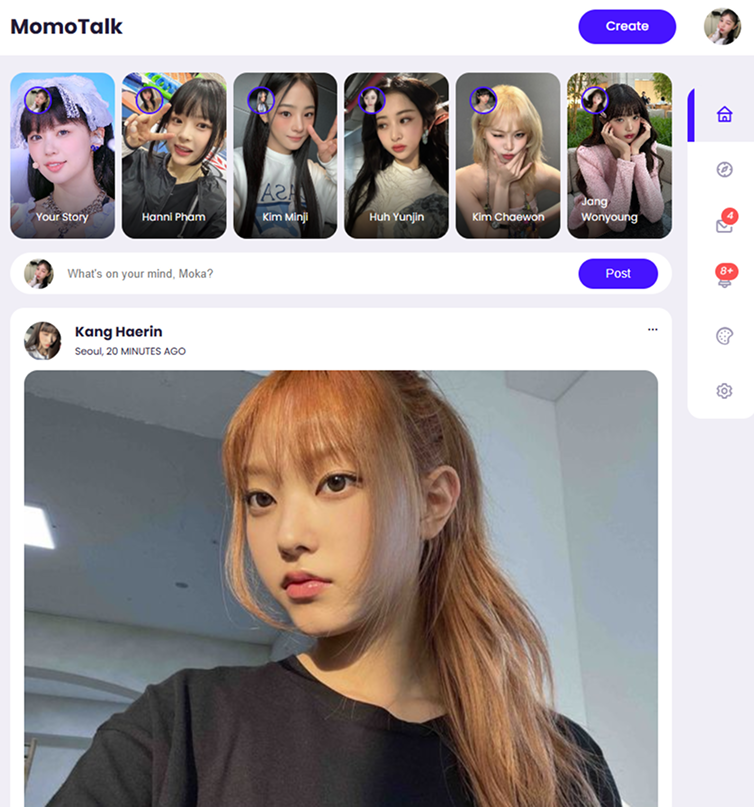 MomoTalk
Create
Your Story
Hanni Pham
Kim Minji
Huh Yunjin
Kim Chaewon
Jang
Wonyoung
4
What's on your mind, Moka?
Post
8+
Kang Haerin
...
Seoul, 20 MINUTES AGO